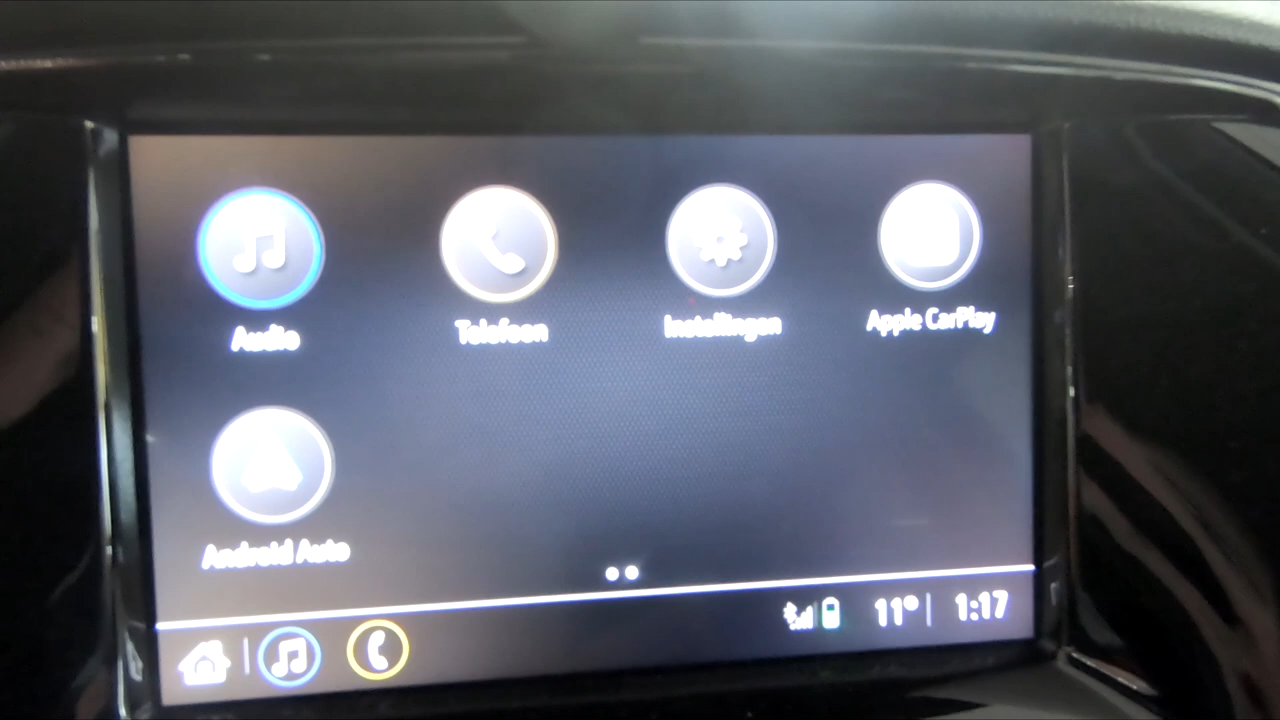 Audio
Telefoon
Instellingen
Apple CarPlay
Android Auto
11° 1:17